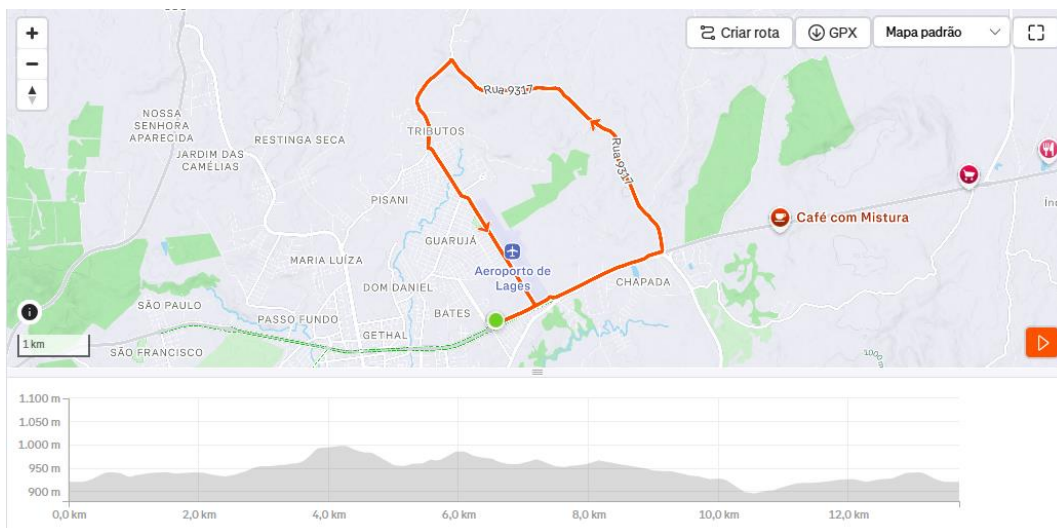 +
Criar rota
GPX
Mapa padrão
−
Rua 9317
NOSSA
SENHORA
APARECIDA
TRIBUTOS
RESTINGA SECA
JARDIM DAS
CAMÉLIAS
Rua 9317
PISANI
Café com Mistura
GUARUJÁ
MARIA LUÍZA
Aeroporto de
Lages
CHAPADA
DOM DANIEL
SÃO PAULO
BATES
PASSO FUNDO
GETHAL
1 km
SÃO FRANCISCO
1.100 m
1.050 m
1.000 m
950 m
900 m
0,0 km
2,0 km
4,0 km
6,0 km
8,0 km
10,0 km
12,0 km